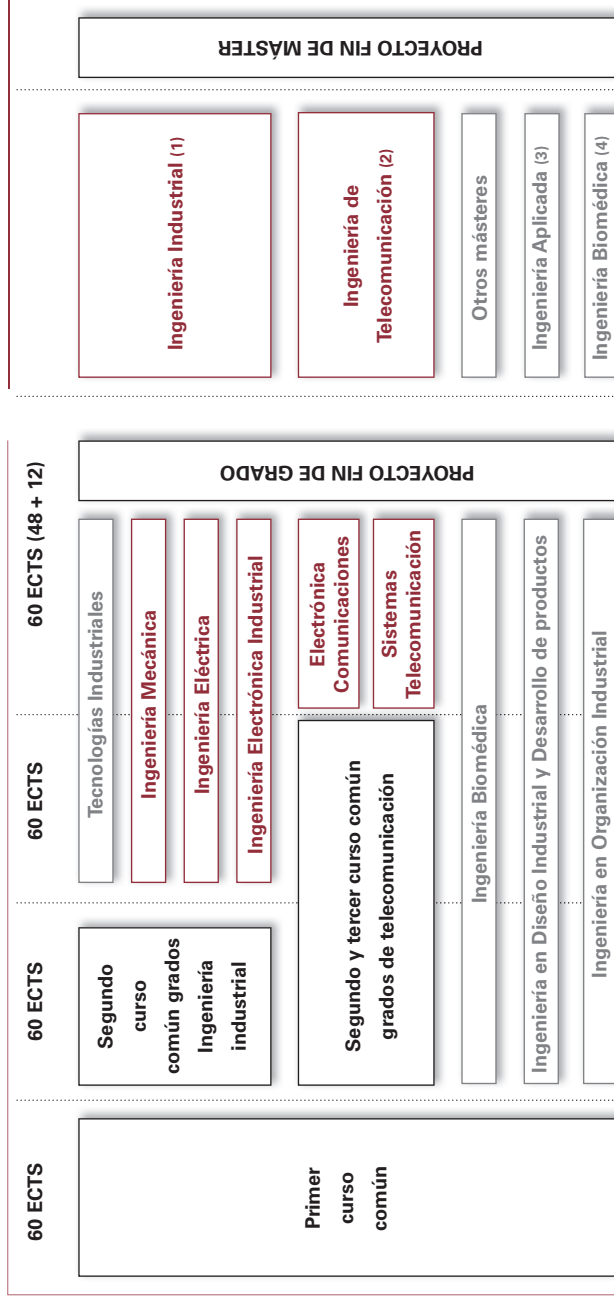 60 ECTS
60 ECTS
60 ECTS
60 ECTS (48 + 12)
Primer
curso
común
Segundo
curso
común grados
Ingeniería
industrial
Tecnologías Industriales
Ingeniería Mecánica
Ingeniería Eléctrica
Ingeniería Electrónica Industrial
Segundo y tercer curso común
grados de telecomunicación
Electrónica
Comunicaciones
Sistemas
Telecomunicación
Ingeniería Biomédica
Ingeniería en Diseño Industrial y Desarrollo de productos
Ingeniería en Organización Industrial
PROYECTO FIN DE GRADO
Ingeniería Industrial (1)
Ingeniería de
Telecomunicación (2)
Otros másteres
Ingeniería Aplicada (3)
Ingeniería Biomédica (4)
PROYECTO FIN DE MÁSTER